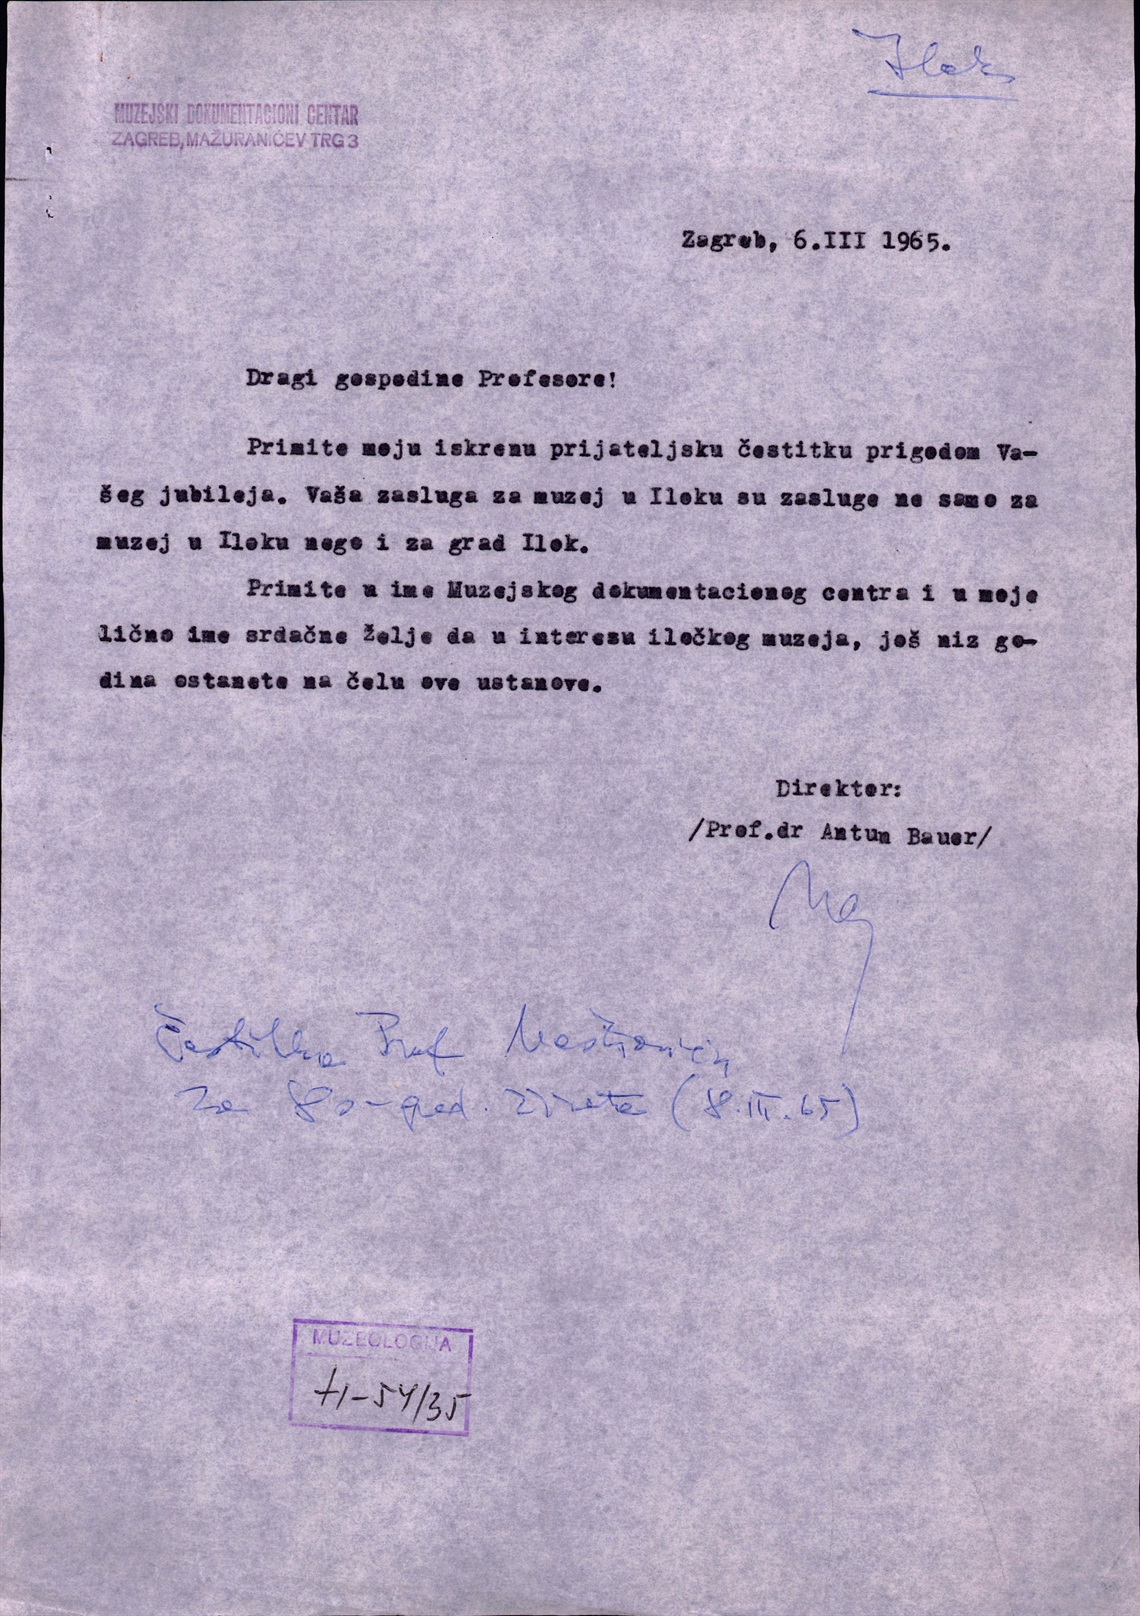 Ilok
MUZEJSKI DOKUMENTACIONI CENTAR
ZAGREB, MAŽURANIĆEV TRG 3
Zagreb, 6.III 1965.
Dragi gospodine Profesore!
Primite moju iskrenu prijateljsku čestitku prigodom Va-
šeg jubileja. Vaša zasluga za muzej u Iloku su zasluge ne samo za
muzej u Iloku nego i za grad Ilok.
Primite u ime Muzejskog dokumentacionog centra i u moje
lično ime srdačne želje da u interesu iločkog muzeja, još niz go-
dina ostanete na čelu ove ustanove.
Direktor:
/Prof.dr Antun Bauer/
Čestitka Prof
za 80-god. života (8.III.65)
MUZEOLOGIJA